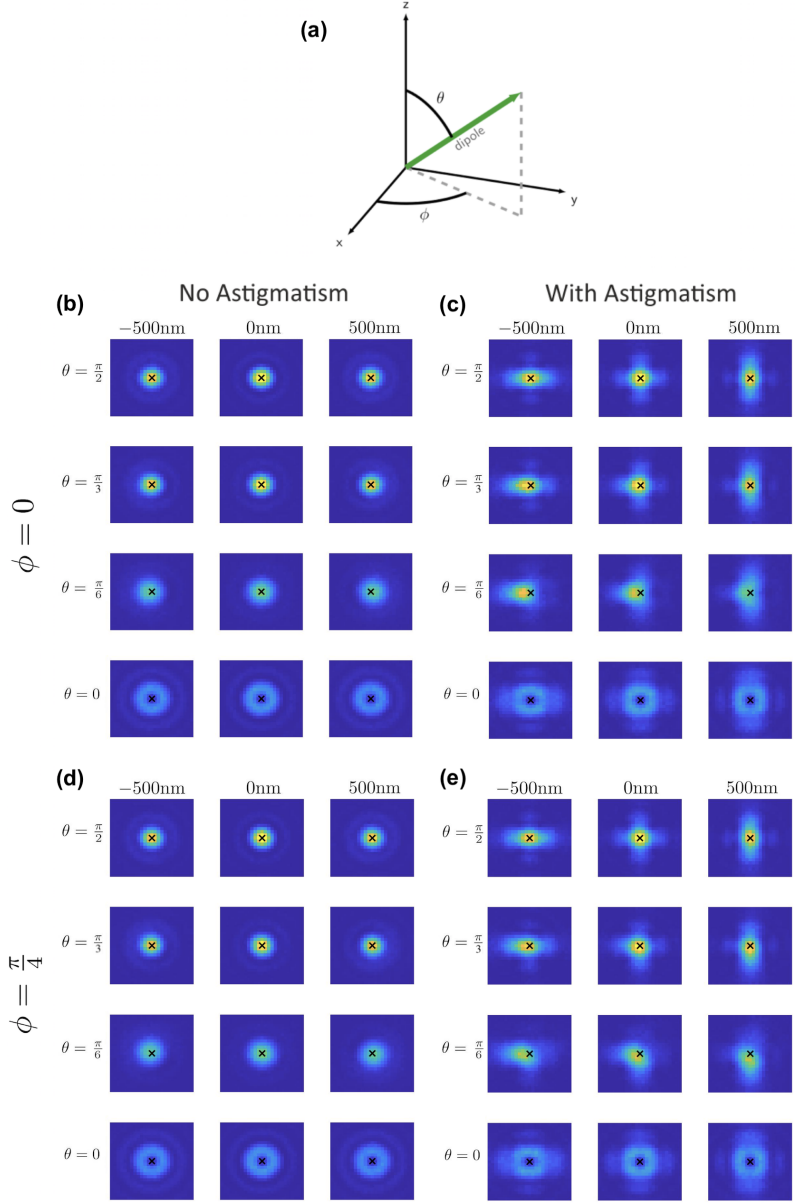 (a)
z
θ
dipole
y
ϕ
x
No Astigmatism
With Astigmatism
(b)
−500nm 0nm 500nm
(c)
−500nm 0nm 500nm
ϕ = 0
θ = π/2
θ = π/3
θ = π/6
θ = 0
θ = π/2
θ = π/3
θ = π/6
θ = 0
(d)
−500nm 0nm 500nm
(e)
−500nm 0nm 500nm
ϕ = π/4
θ = π/2
θ = π/3
θ = π/6
θ = 0
θ = π/2
θ = π/3
θ = π/6
θ = 0